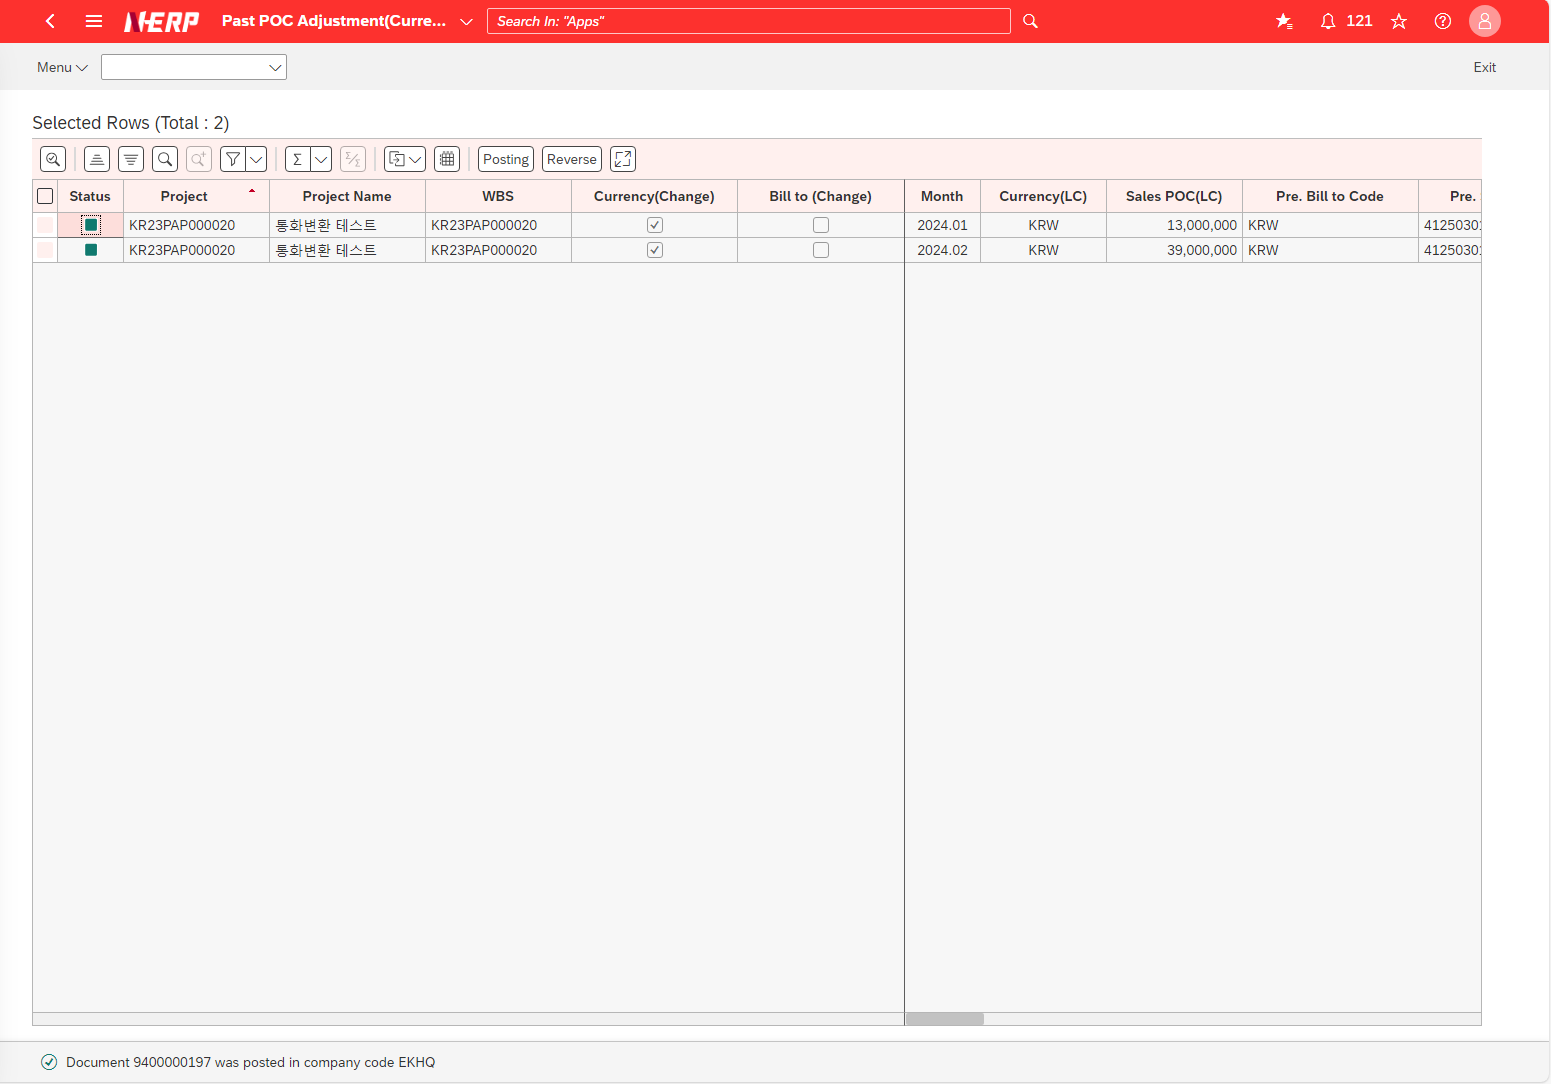 NERP Past POC Adjustment(Curre... Search In: "Apps" 121
Menu Exit
Selected Rows (Total : 2)
Posting Reverse
Status Project Project Name WBS Currency(Change) Bill to (Change) Month Currency(LC) Sales POC(LC) Pre. Bill to Code Pre.
KR23PAP000020 통화변환 테스트 KR23PAP000020 2024.01 KRW 13,000,000 KRW 4125030
KR23PAP000020 통화변환 테스트 KR23PAP000020 2024.02 KRW 39,000,000 KRW 4125030
Document 9400000197 was posted in company code EKHQ